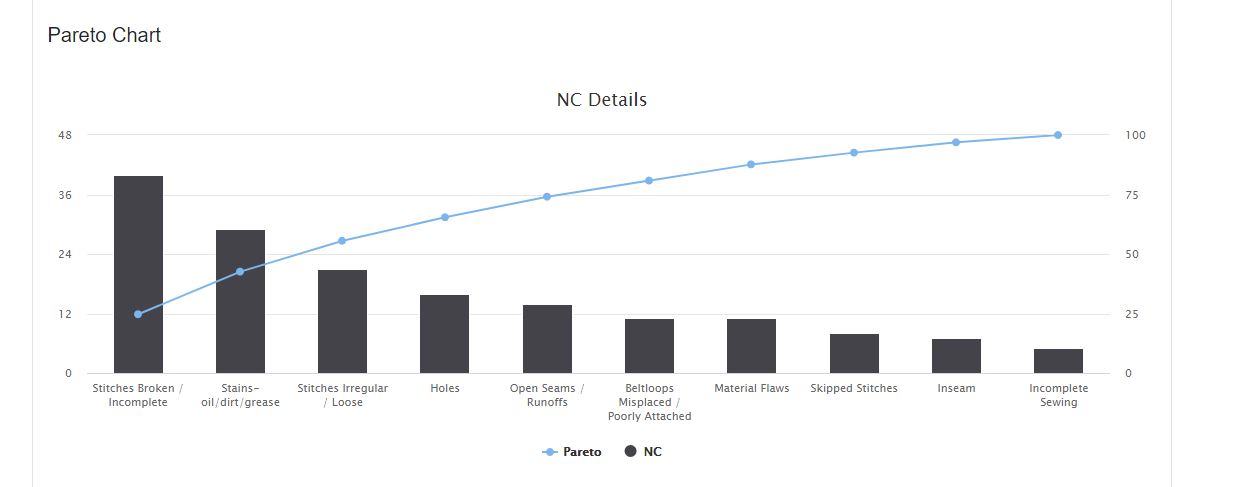 Pareto Chart
NC Details
48
100
36
75
24
50
12
25
0
0
Stitches Broken /
Incomplete
Stains-
oil/dirt/grease
Stitches Irregular
/ Loose
Holes
Open Seams /
Runoffs
Beltloops
Misplaced /
Poorly Attached
Material Flaws
Skipped Stitches
Inseam
Incomplete
Sewing
Pareto
NC